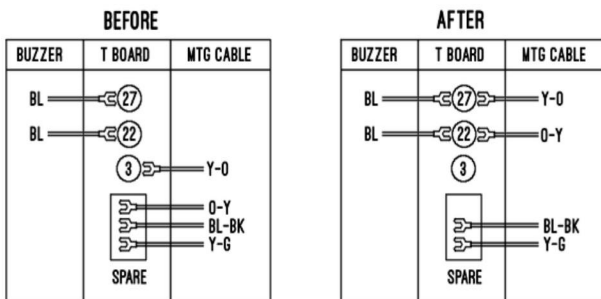 BEFORE
BUZZER T BOARD MTG CABLE
BL 27
BL 22
3 Y-O
O-Y
BL-BK
Y-G
SPARE
AFTER
BUZZER T BOARD MTG CABLE
BL 27 Y-O
BL 22 O-Y
3
BL-BK
Y-G
SPARE